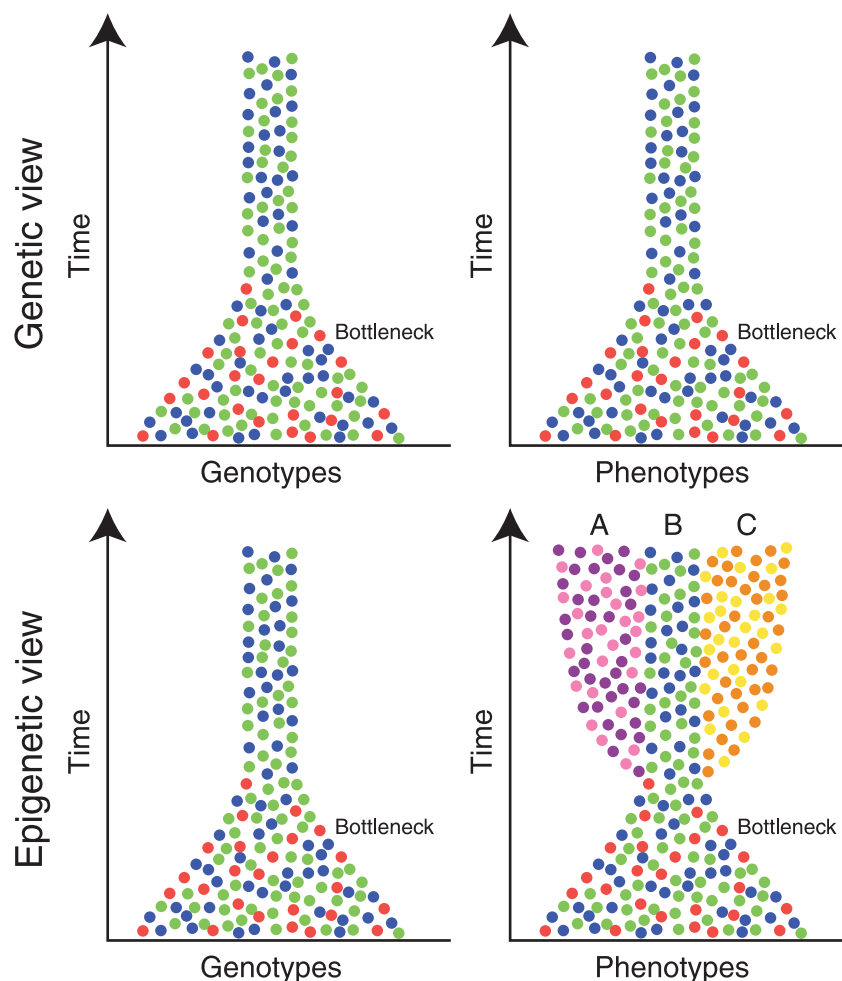 Genetic view
Time
Bottleneck
Genotypes
Time
Bottleneck
Phenotypes
Epigenetic view
Time
Bottleneck
Genotypes
A B C
Time
Bottleneck
Phenotypes